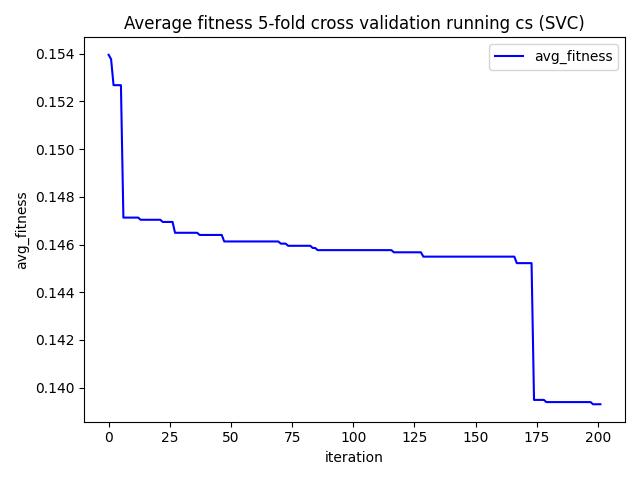 Average fitness 5-fold cross validation running cs (SVC)
avg_fitness
0.154
0.152
0.150
0.148
0.146
0.144
0.142
0.140
avg_fitness
0 25 50 75 100 125 150 175 200
iteration